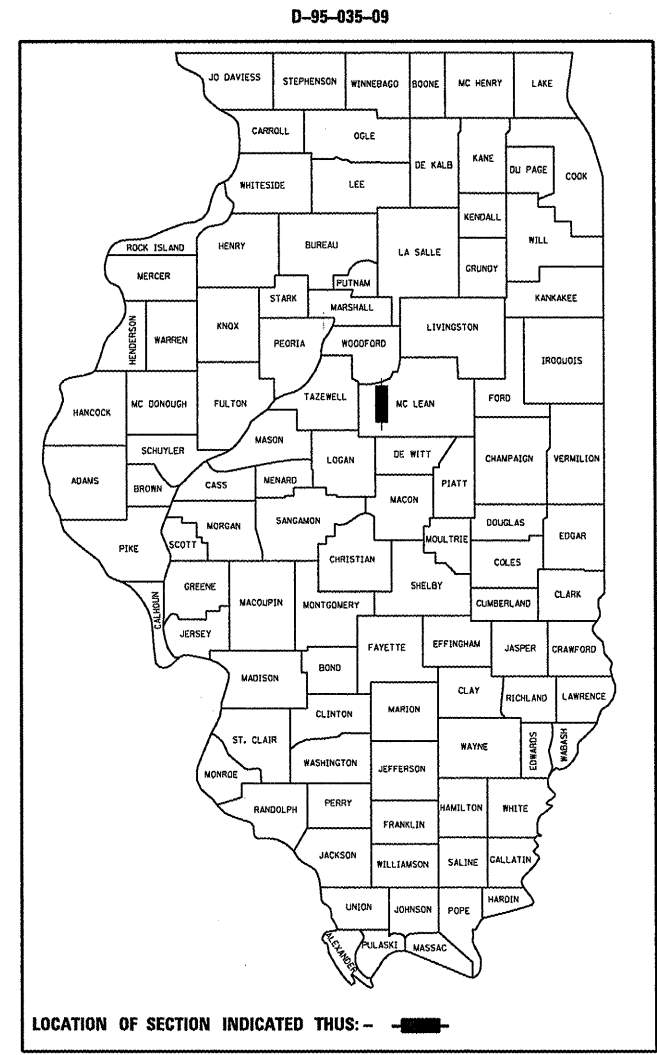 D-95-035-09
JO DAVIESS
STEPHENSON
WINNEBAGO
BOONE
MC HENRY
LAKE
CARROLL
OGLE
DE KALB
KANE
DU PAGE
COOK
WHITESIDE
LEE
KENDALL
ROCK ISLAND
HENRY
BUREAU
LA SALLE
WILL
GRUNDY
MERCER
PUTNAM
STARK
MARSHALL
KANKAKEE
HENDERSON
WARREN
KNOX
PEORIA
WOODFORD
LIVINGSTON
IROQUOIS
HANCOCK
MC DONOUGH
FULTON
TAZEWELL
MC LEAN
FORD
MASON
SCHUYLER
LOGAN
DE WITT
CHAMPAIGN
VERMILION
ADAMS
BROWN
CASS
MENARD
PIATT
MACON
MORGAN
SANGAMON
DOUGLAS
EDGAR
PIKE
SCOTT
CHRISTIAN
MOULTRIE
COLES
GREENE
MACOUPIN
MONTGOMERY
SHELBY
CUMBERLAND
CLARK
CALHOUN
JERSEY
FAYETTE
EFFINGHAM
JASPER
CRAWFORD
MADISON
BOND
CLAY
RICHLAND
LAWRENCE
CLINTON
MARION
ST. CLAIR
WAYNE
EDWARDS
WABASH
MONROE
WASHINGTON
JEFFERSON
RANDOLPH
PERRY
HAMILTON
WHITE
FRANKLIN
JACKSON
WILLIAMSON
SALINE
GALLATIN
UNION
JOHNSON
POPE
HARDIN
ALEXANDER
PULASKI
MASSAC
LOCATION OF SECTION INDICATED THUS: -